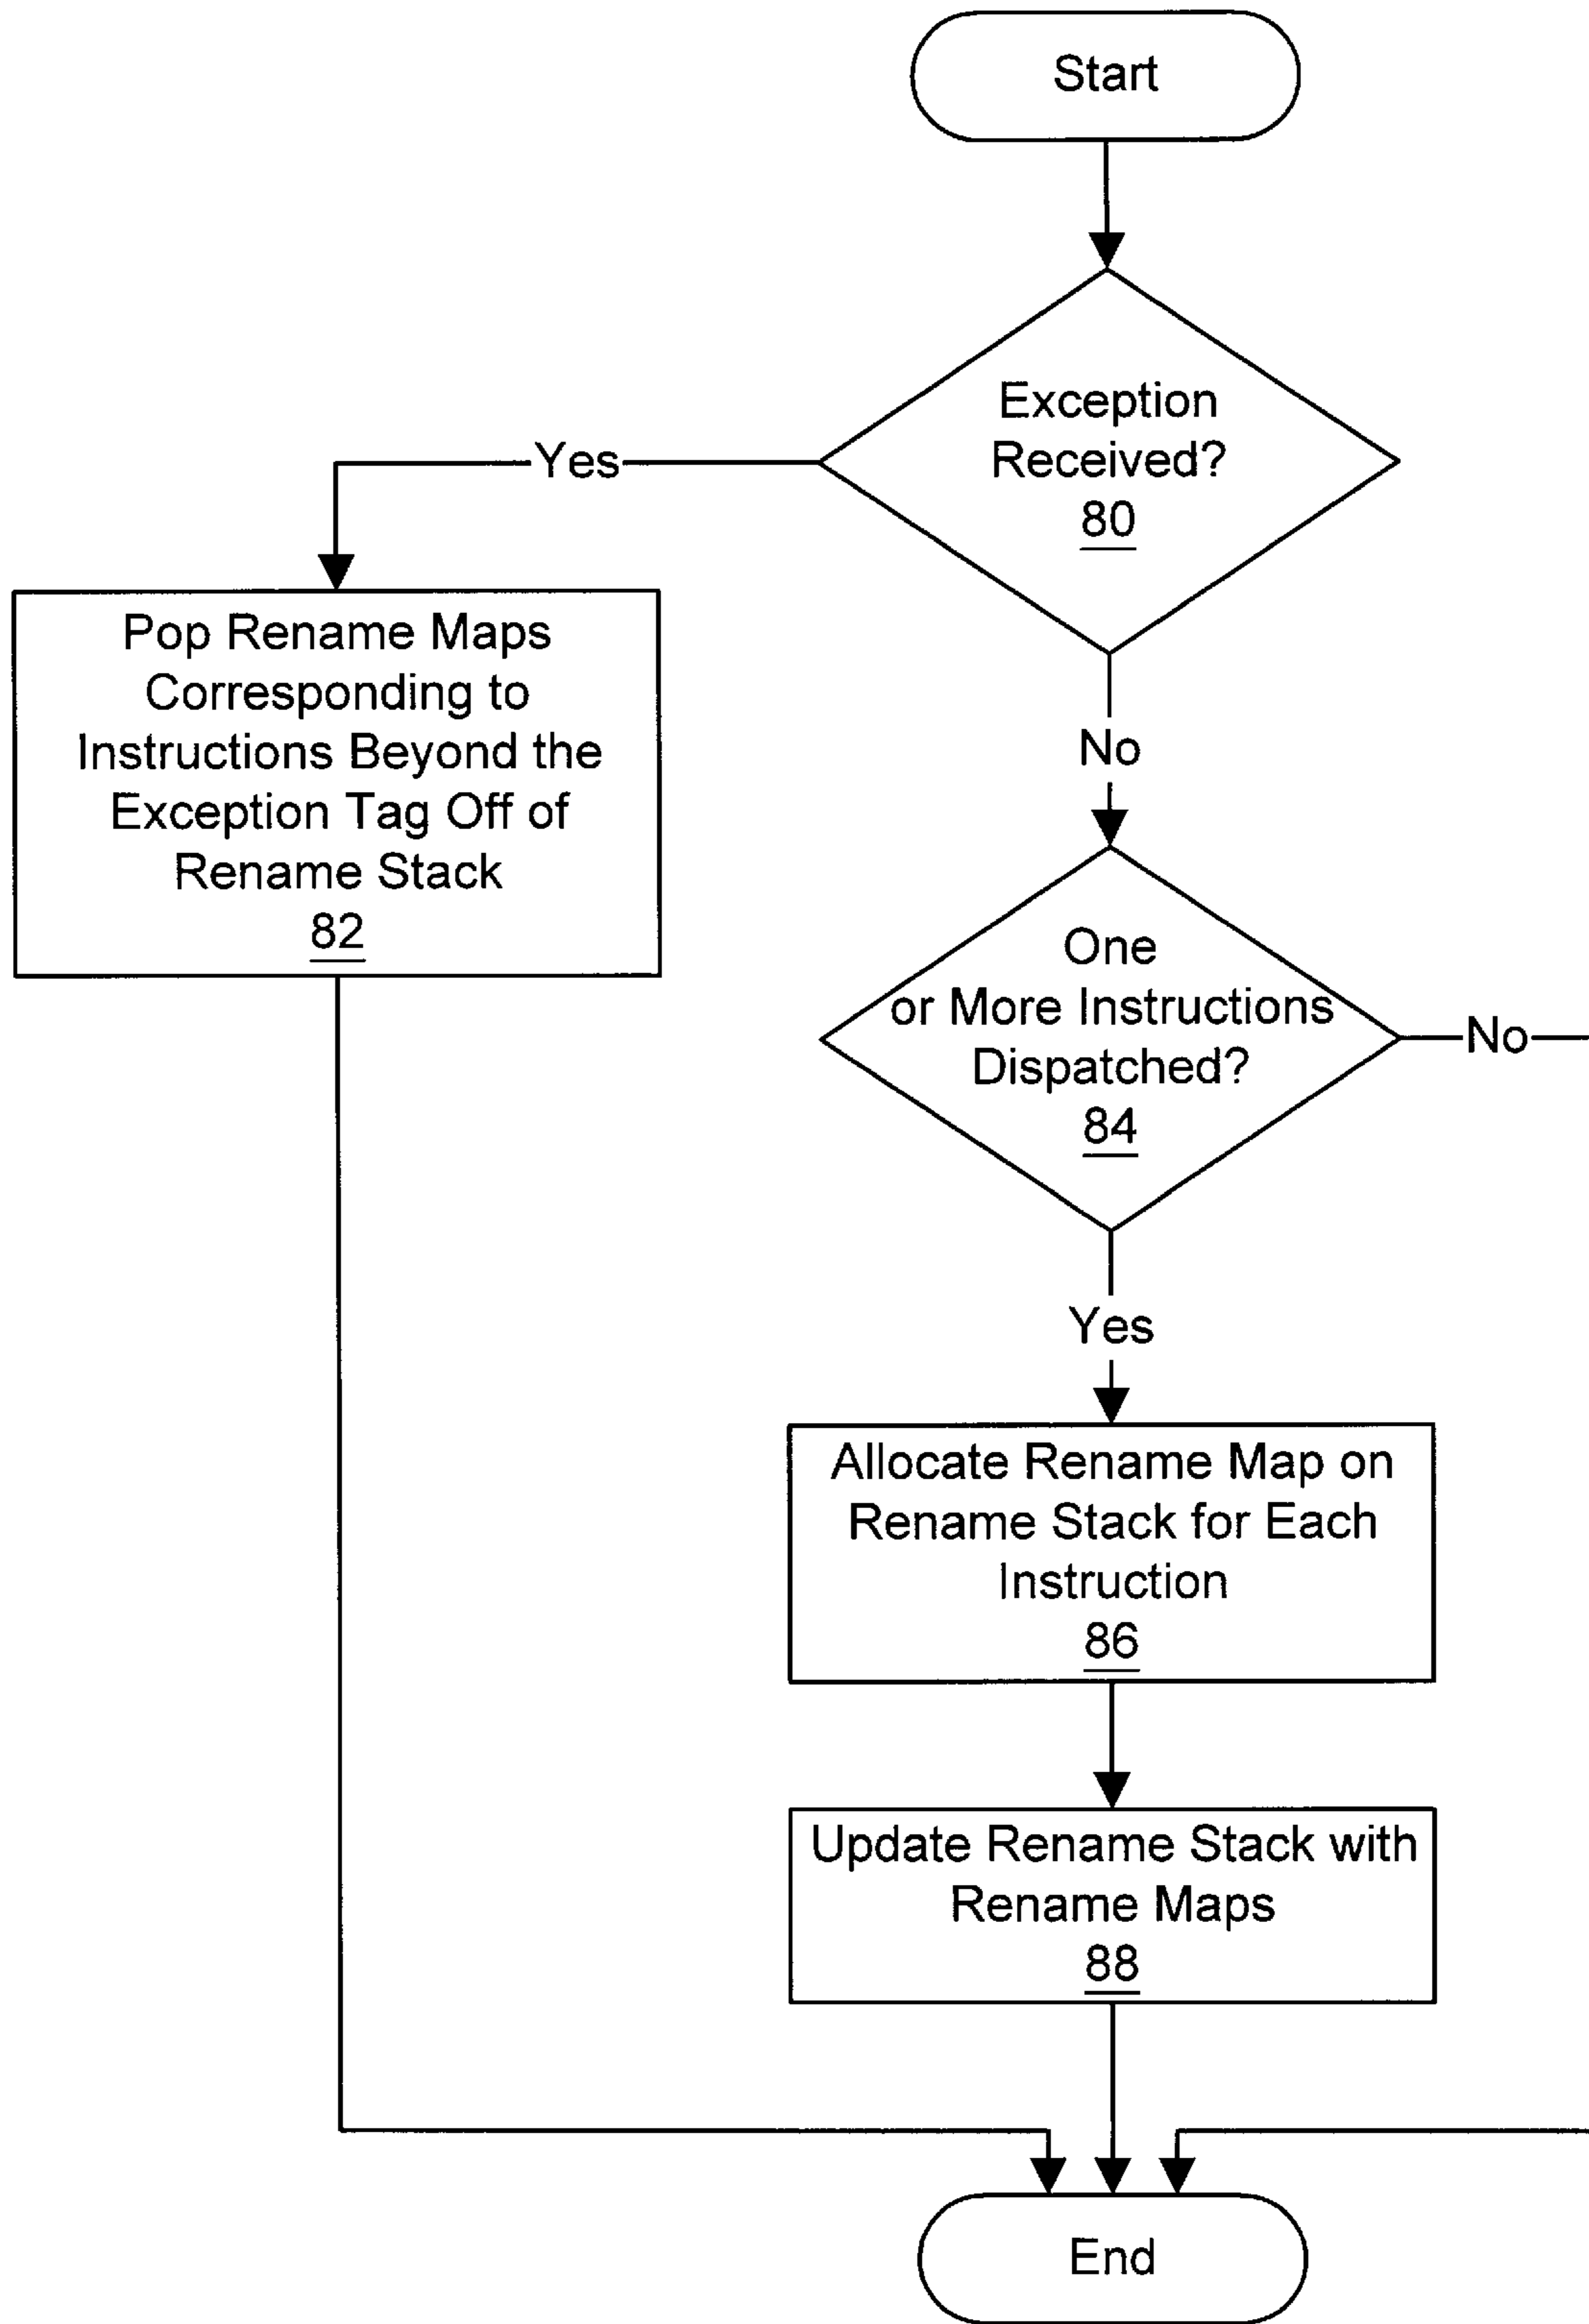 Start
Exception
Received?
80
Yes
No
Pop Rename Maps
Corresponding to
Instructions Beyond the
Exception Tag Off of
Rename Stack
82
One
or More Instructions
Dispatched?
84
No
Yes
Allocate Rename Map on
Rename Stack for Each
Instruction
86
Update Rename Stack with
Rename Maps
88
End